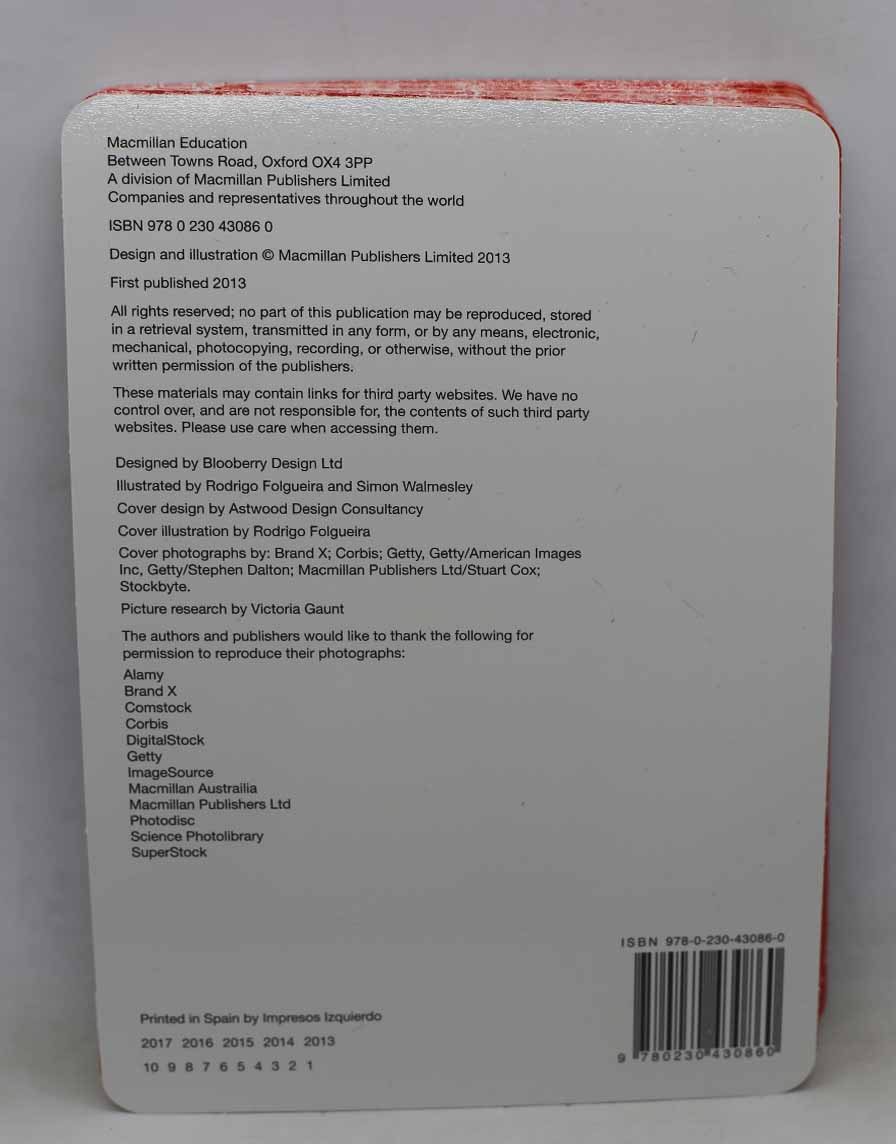 Macmillan Education
Between Towns Road, Oxford OX4 3PP
A division of Macmillan Publishers Limited
Companies and representatives throughout the world
ISBN 978 0 230 43086 0
Design and illustration © Macmillan Publishers Limited 2013
First published 2013
All rights reserved; no part of this publication may be reproduced, stored
in a retrieval system, transmitted in any form, or by any means, electronic,
mechanical, photocopying, recording, or otherwise, without the prior
written permission of the publishers.
These materials may contain links for third party websites. We have no
control over, and are not responsible for, the contents of such third party
websites. Please use care when accessing them.
Designed by Blooberry Design Ltd
Illustrated by Rodrigo Folgueira and Simon Walmesley
Cover design by Astwood Design Consultancy
Cover illustration by Rodrigo Folgueira
Cover photographs by: Brand X; Corbis; Getty, Getty/American Images
Inc, Getty/Stephen Dalton; Macmillan Publishers Ltd/Stuart Cox;
Stockbyte.
Picture research by Victoria Gaunt
The authors and publishers would like to thank the following for
permission to reproduce their photographs:
Alamy
Brand X
Comstock
Corbis
DigitalStock
Getty
ImageSource
Macmillan Austrailia
Macmillan Publishers Ltd
Photodisc
Science Photolibrary
SuperStock
ISBN 978-0-230-43086-0
9 780230 430860
Printed in Spain by Impresos Izquierdo
2017 2016 2015 2014 2013
10 9 8 7 6 5 4 3 2 1